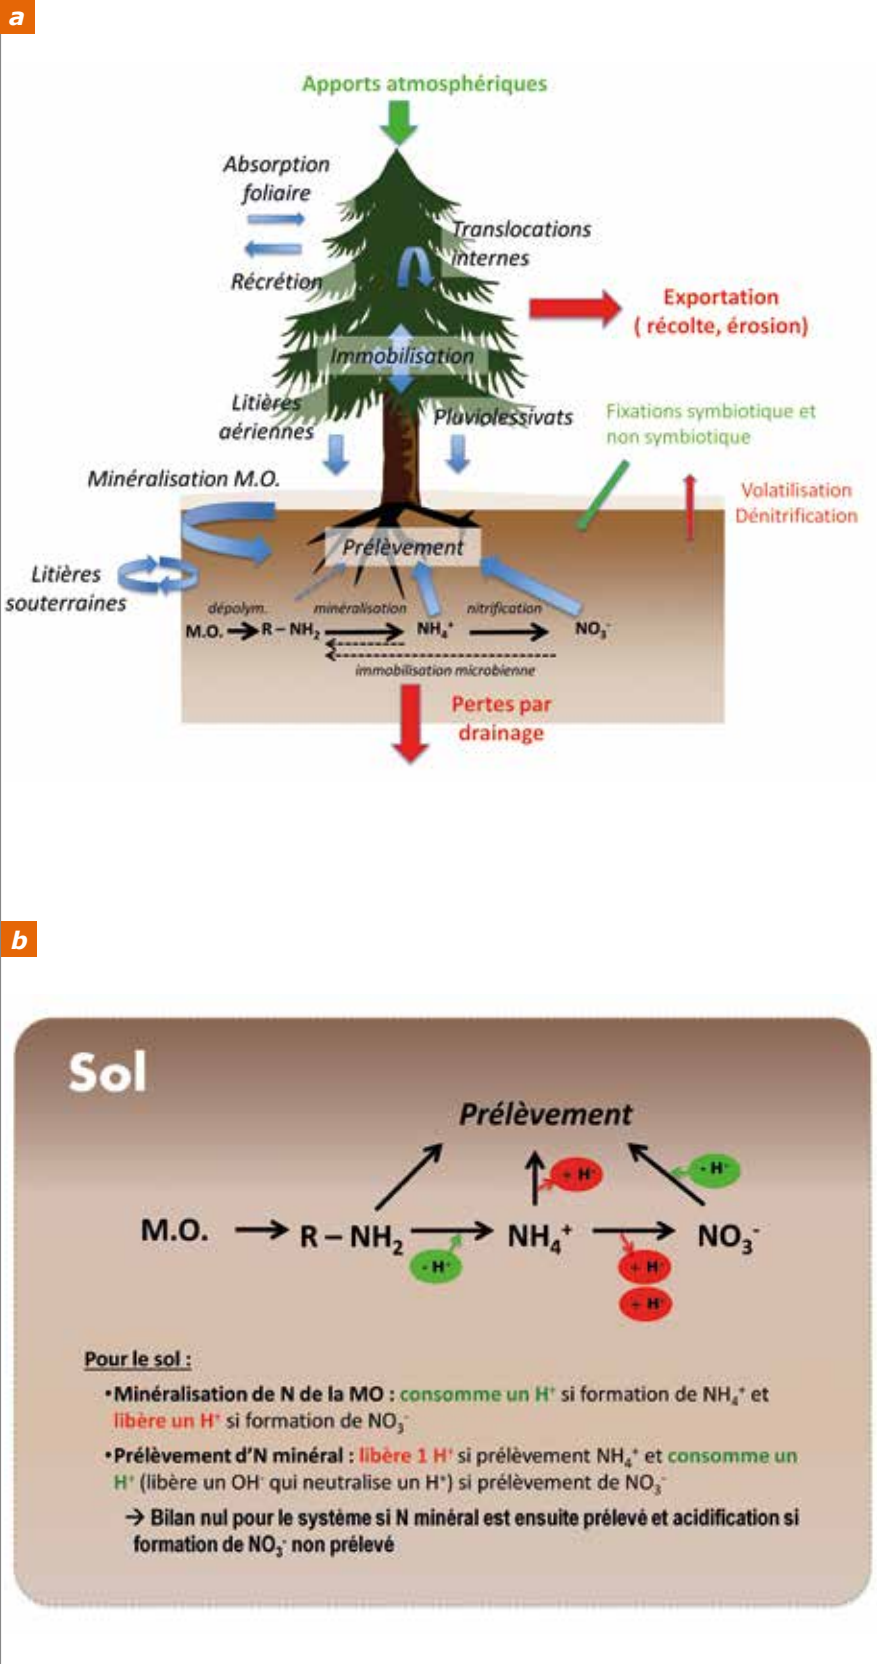 a
Apports atmosphériques
Absorption
foliaire
Translocations
internes
Récrétion
Exportation
( récolte, érosion)
Immobilisation
Litières
aériennes
Pluviolessivats
Fixations symbiotique et
non symbiotique
Minéralisation M.O.
Volatilisation
Dénitrification
Prélèvement
Litières
souterraines
dépolym.
minéralisation
nitrification
M.O.
R – NH₂
NH₄⁺
NO₃⁻
immobilisation microbienne
Pertes par
drainage
b
Sol
Prélèvement
+ H⁺
- H⁺
M.O.
R – NH₂
NH₄⁺
NO₃⁻
- H⁺
+ H⁺
+ H⁺
Pour le sol :
•Minéralisation de N de la MO : consomme un H⁺ si formation de NH₄⁺ et
libère un H⁺ si formation de NO₃⁻
•Prélèvement d'N minéral : libère 1 H⁺ si prélèvement NH₄⁺ et consomme un
H⁺ (libère un OH⁻ qui neutralise un H⁺) si prélèvement de NO₃⁻
→ Bilan nul pour le système si N minéral est ensuite prélevé et acidification si
formation de NO₃⁻ non prélevé